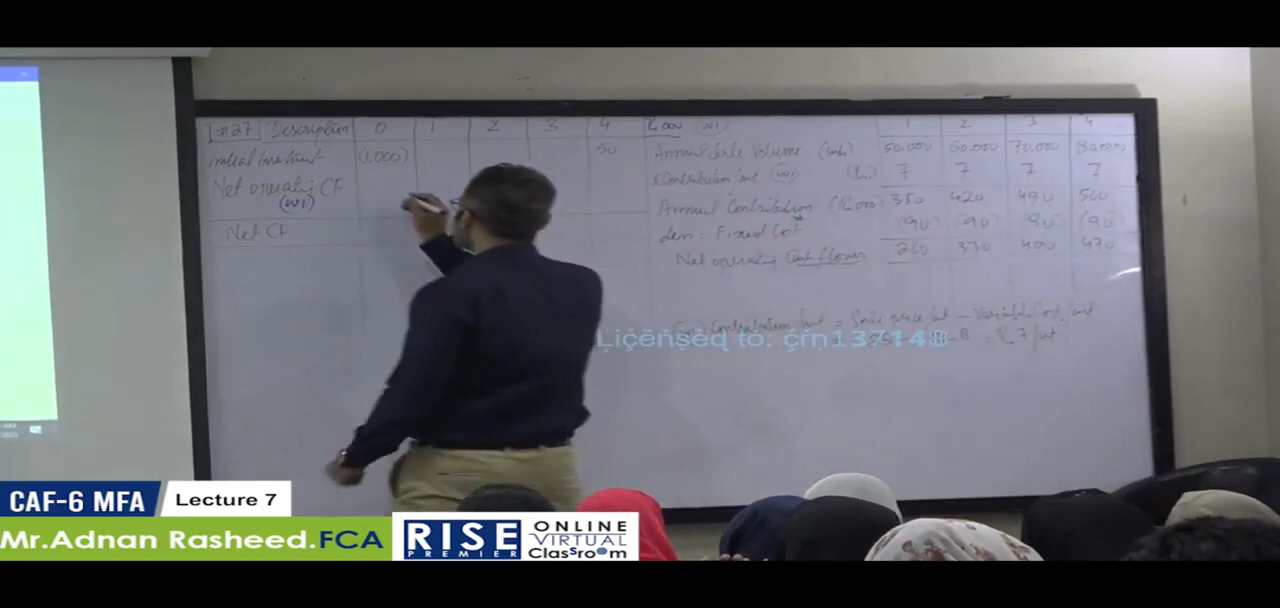 #27 Description 0 1 2 3 4
Initial Investment (1,000) 50
Net operating CF
(W1)
Net CF
R.000 (W1) 1 2 3 4
Annual Sale Volume (units) 50,000 60,000 70,000 80,000
x Contribution/unit (Rs) 7 7 7 7
Annual Contribution (R.000) 350 420 490 560
Less: Fixed Cost (90) (90) (90) (90)
Net operating Cash flows 260 330 400 470
Contribution/unit = Sale price/unit - Variable Cost/unit
Licensed to: crn137148
CAF-6 MFA Lecture 7
Mr.Adnan Rasheed.FCA
RISE
PREMIER
ONLINE
VIRTUAL
Classroom